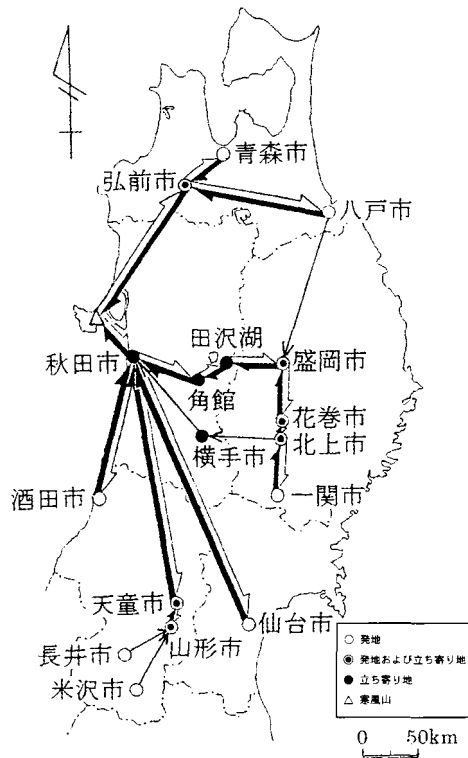 青森市
弘前市
八戸市
田沢湖
盛岡市
秋田市
角館
花巻市
北上市
横手市
一関市
酒田市
天童市
仙台市
山形市
長井市
米沢市
発地
発地および立ち寄り地
立ち寄り地
寒風山
0 50km